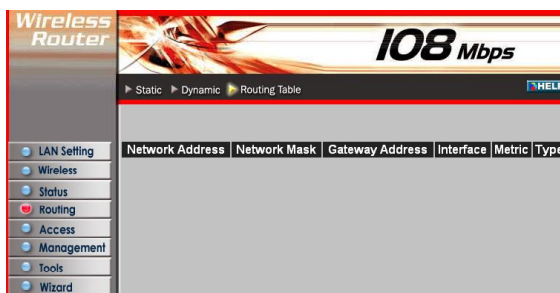 Wireless
Router
108 Mbps
Static Dynamic Routing Table
HELP
LAN Setting
Network Address Network Mask Gateway Address Interface Metric Type
Wireless
Status
Routing
Access
Management
Tools
Wizard